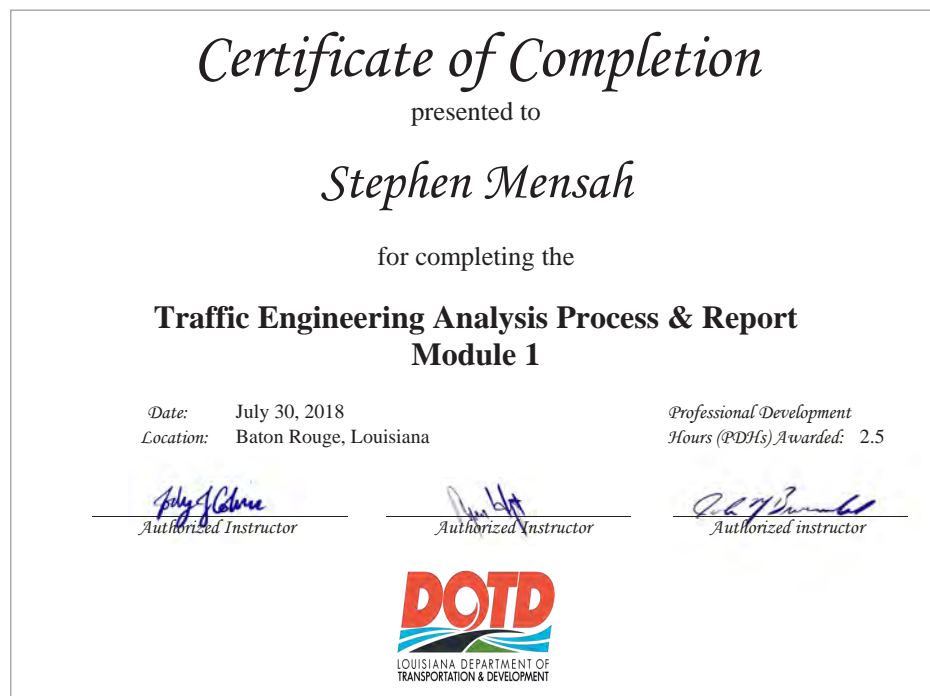 Certificate of Completion
presented to
Stephen Mensah
for completing the
Traffic Engineering Analysis Process & Report
Module 1
Date: July 30, 2018
Location: Baton Rouge, Louisiana
Professional Development
Hours (PDHs) Awarded: 2.5
Authorized Instructor
Authorized Instructor
Authorized instructor
DOTD
LOUISIANA DEPARTMENT OF
TRANSPORTATION & DEVELOPMENT